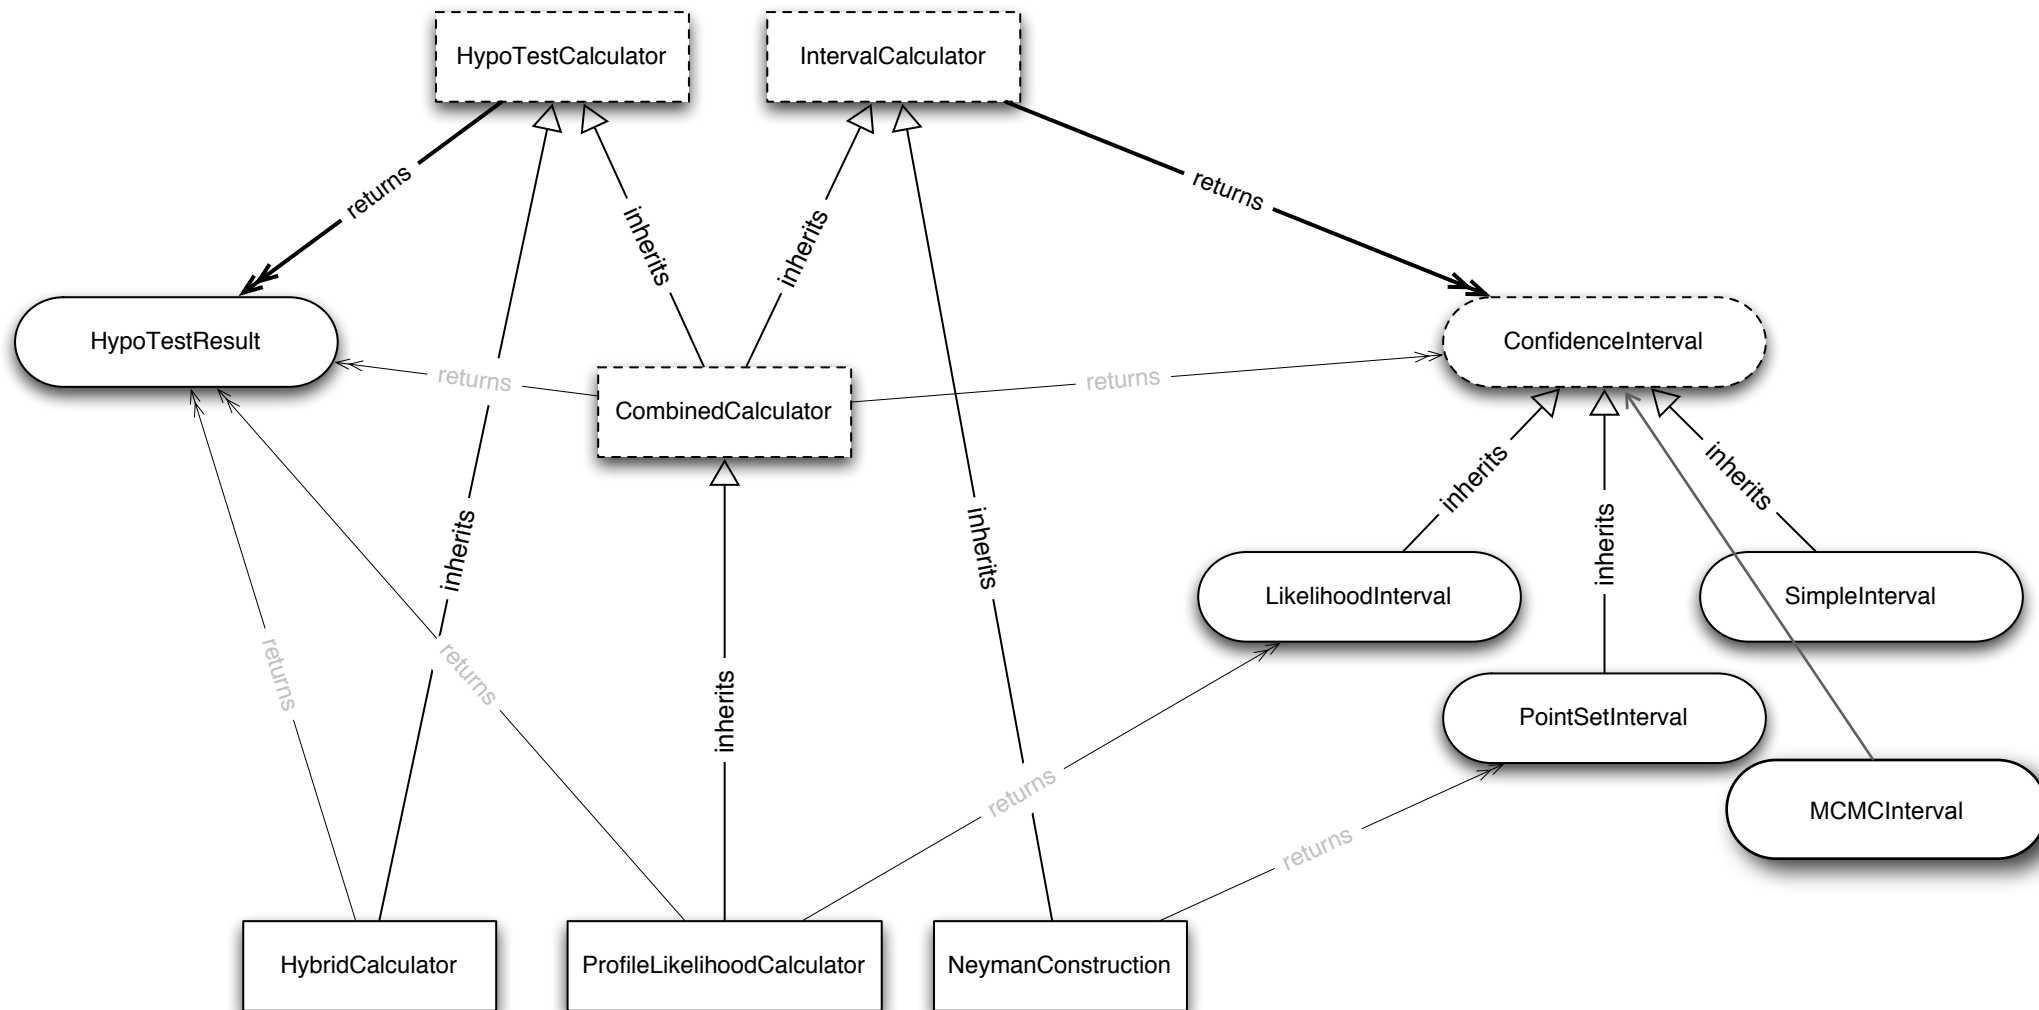 HypoTestCalculator
IntervalCalculator
returns
returns
inherits
inherits
HypoTestResult
ConfidenceInterval
returns
returns
CombinedCalculator
inherits
inherits
inherits
inherits
inherits
LikelihoodInterval
SimpleInterval
returns
returns
inherits
PointSetInterval
returns
MCMCInterval
returns
HybridCalculator
ProfileLikelihoodCalculator
NeymanConstruction